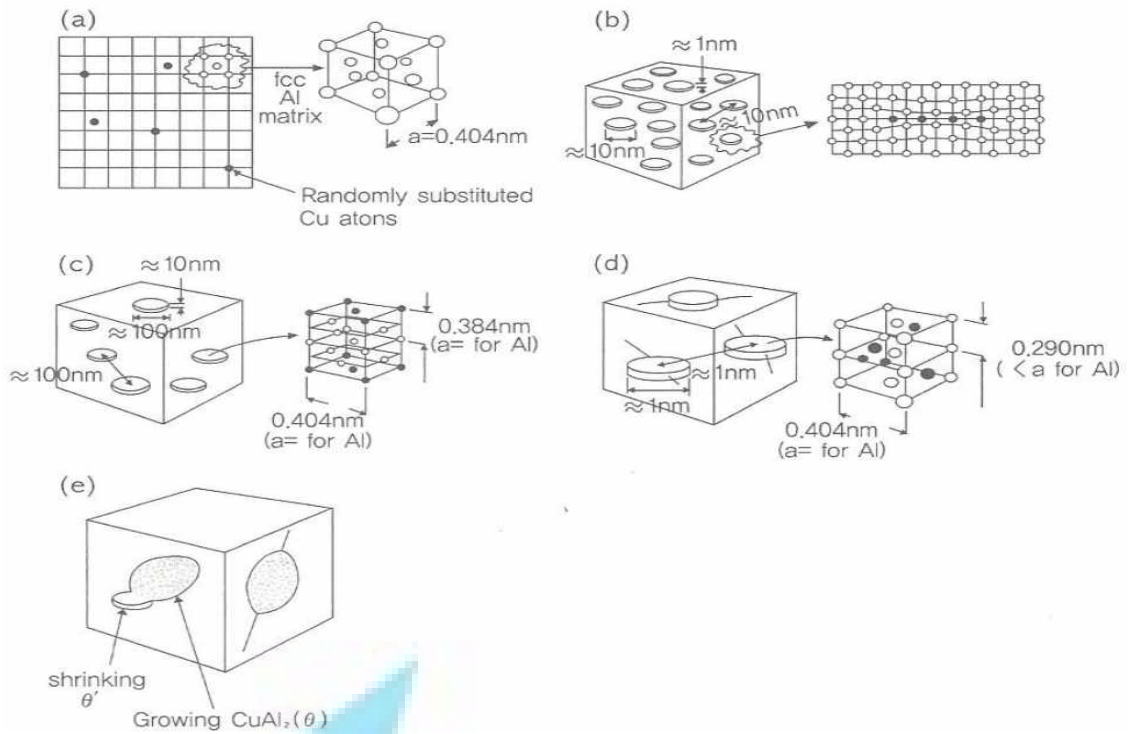 (a)
fcc
Al
matrix
a=0.404nm
Randomly substituted
Cu atons
(b)
≈1nm
≈10nm
≈10nm
(c)
≈10nm
≈100nm
≈100nm
0.384nm
(a= for Al)
0.404nm
(a= for Al)
(d)
≈1nm
≈1nm
0.290nm
( <a for Al)
0.404nm
(a= for Al)
(e)
shrinking
θ′
Growing CuAl₂(θ)